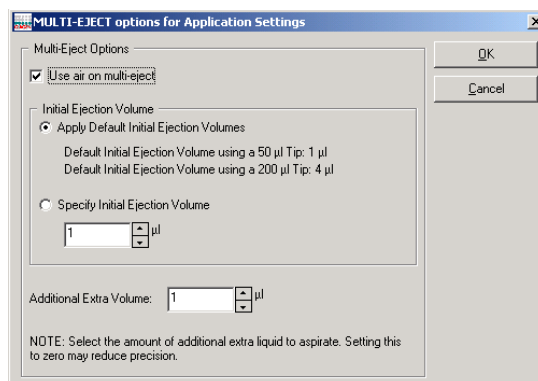 MULTI-EJECT options for Application Settings
Multi-Eject Options
OK
Use air on multi-eject
Cancel
Initial Ejection Volume
Apply Default Initial Ejection Volumes
Default Initial Ejection Volume using a 50 µl Tip: 1 µl
Default Initial Ejection Volume using a 200 µl Tip: 4 µl
Specify Initial Ejection Volume
1 µl
Additional Extra Volume: 1 µl
NOTE: Select the amount of additional extra liquid to aspirate. Setting this
to zero may reduce precision.